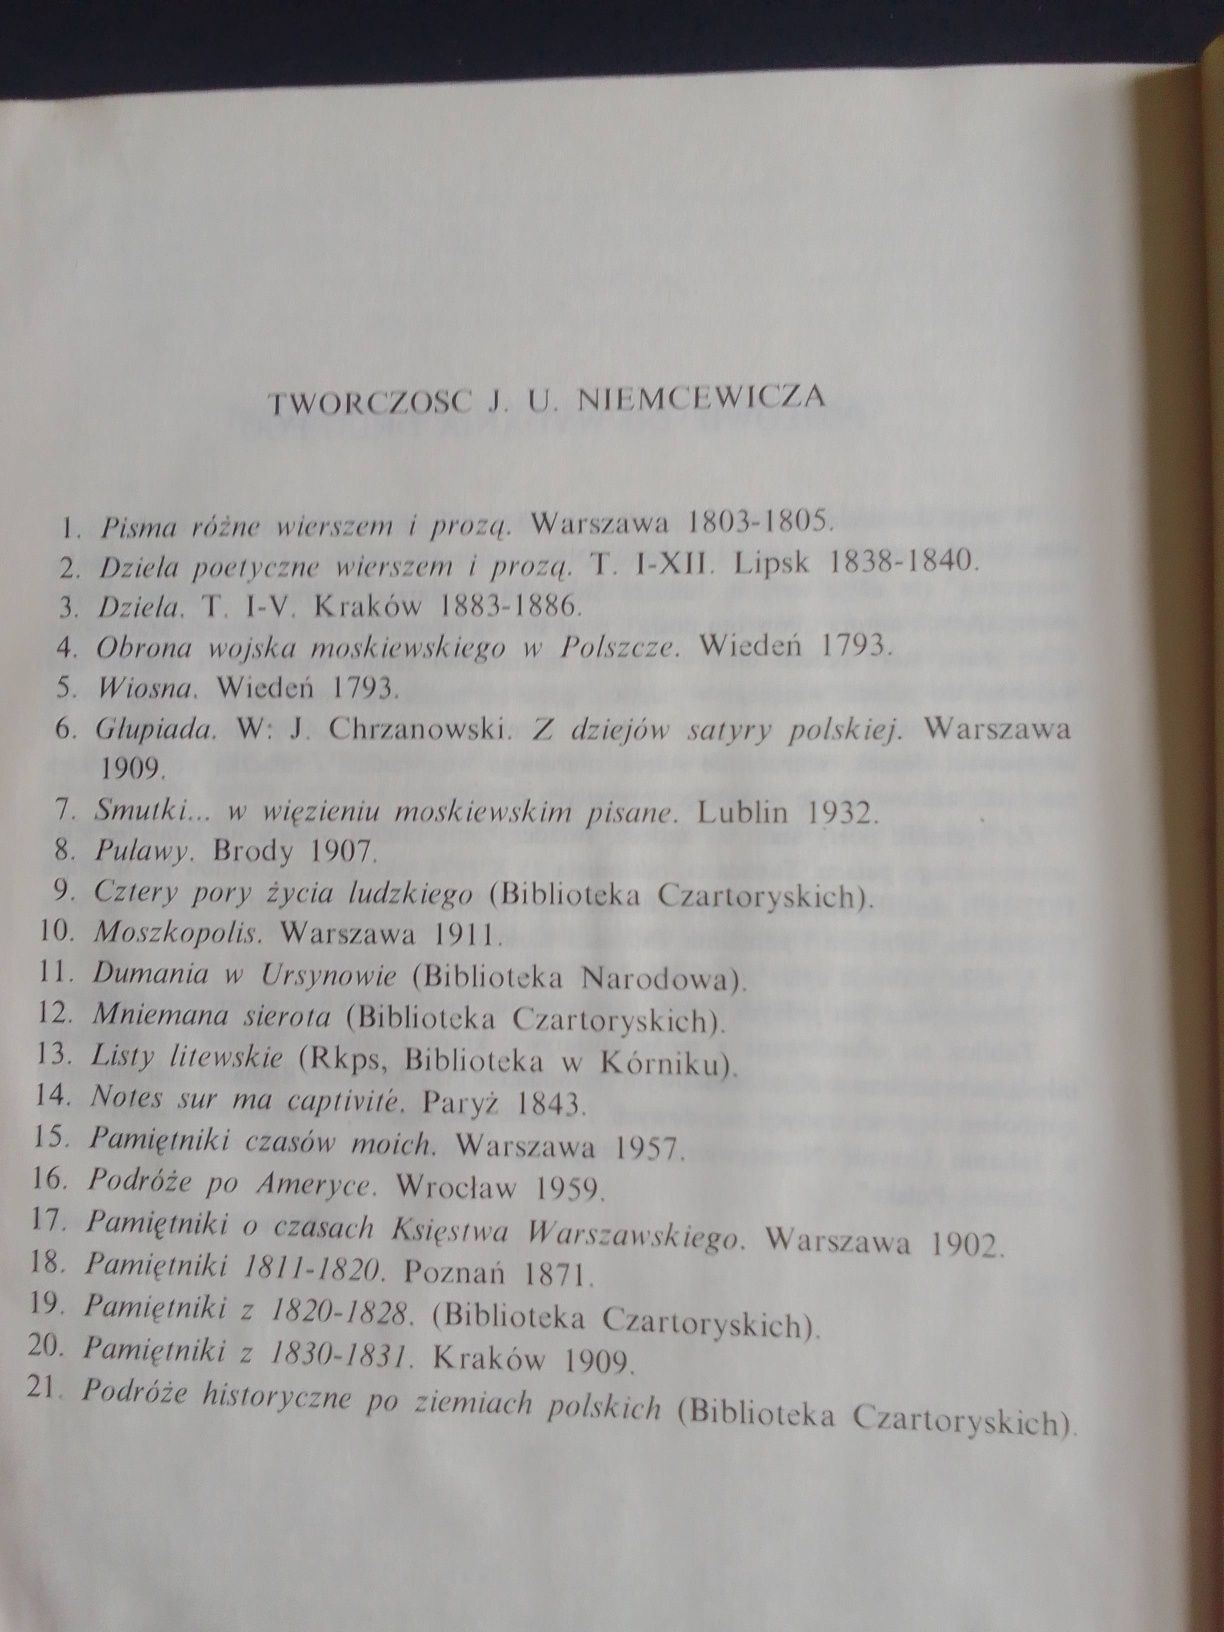 TWORCZOSC J. U. NIEMCEWICZA
1. Pisma różne wierszem i prozą. Warszawa 1803-1805.
2. Dzieła poetyczne wierszem i prozą. T. I-XII. Lipsk 1838-1840.
3. Dzieła. T. I-V. Kraków 1883-1886.
4. Obrona wojska moskiewskiego w Polszcze. Wiedeń 1793.
5. Wiosna. Wiedeń 1793.
6. Głupiada. W: J. Chrzanowski. Z dziejów satyry polskiej. Warszawa
1909.
7. Smutki... w więzieniu moskiewskim pisane. Lublin 1932.
8. Puławy. Brody 1907.
9. Cztery pory życia ludzkiego (Biblioteka Czartoryskich).
10. Moszkopolis. Warszawa 1911.
11. Dumania w Ursynowie (Biblioteka Narodowa).
12. Mniemana sierota (Biblioteka Czartoryskich).
13. Listy litewskie (Rkps, Biblioteka w Kórniku).
14. Notes sur ma captivité. Paryż 1843.
15. Pamiętniki czasów moich. Warszawa 1957.
16. Podróże po Ameryce. Wrocław 1959.
17. Pamiętniki o czasach Księstwa Warszawskiego. Warszawa 1902.
18. Pamiętniki 1811-1820. Poznań 1871.
19. Pamiętniki z 1820-1828. (Biblioteka Czartoryskich).
20. Pamiętniki z 1830-1831. Kraków 1909.
21. Podróże historyczne po ziemiach polskich (Biblioteka Czartoryskich).